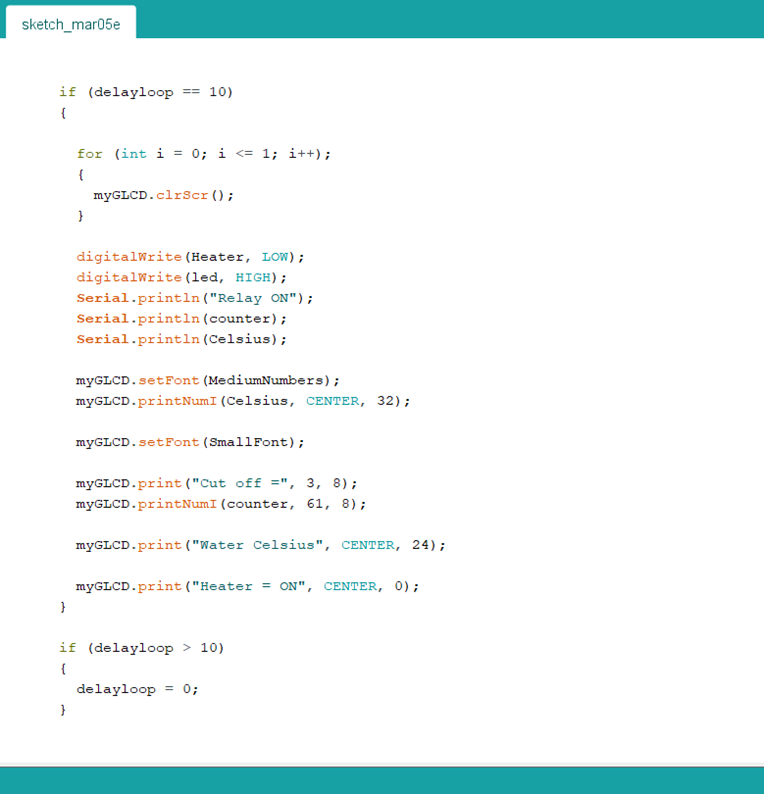 sketch_mar05e
if (delayloop == 10)
{
for (int i = 0; i <= 1; i++);
{
myGLCD.clrScr();
}
digitalWrite(Heater, LOW);
digitalWrite(led, HIGH);
Serial.println("Relay ON");
Serial.println(counter);
Serial.println(Celsius);
myGLCD.setFont(MediumNumbers);
myGLCD.printNumI(Celsius, CENTER, 32);
myGLCD.setFont(SmallFont);
myGLCD.print("Cut off =", 3, 8);
myGLCD.printNumI(counter, 61, 8);
myGLCD.print("Water Celsius", CENTER, 24);
myGLCD.print("Heater = ON", CENTER, 0);
}
if (delayloop > 10)
{
delayloop = 0;
}